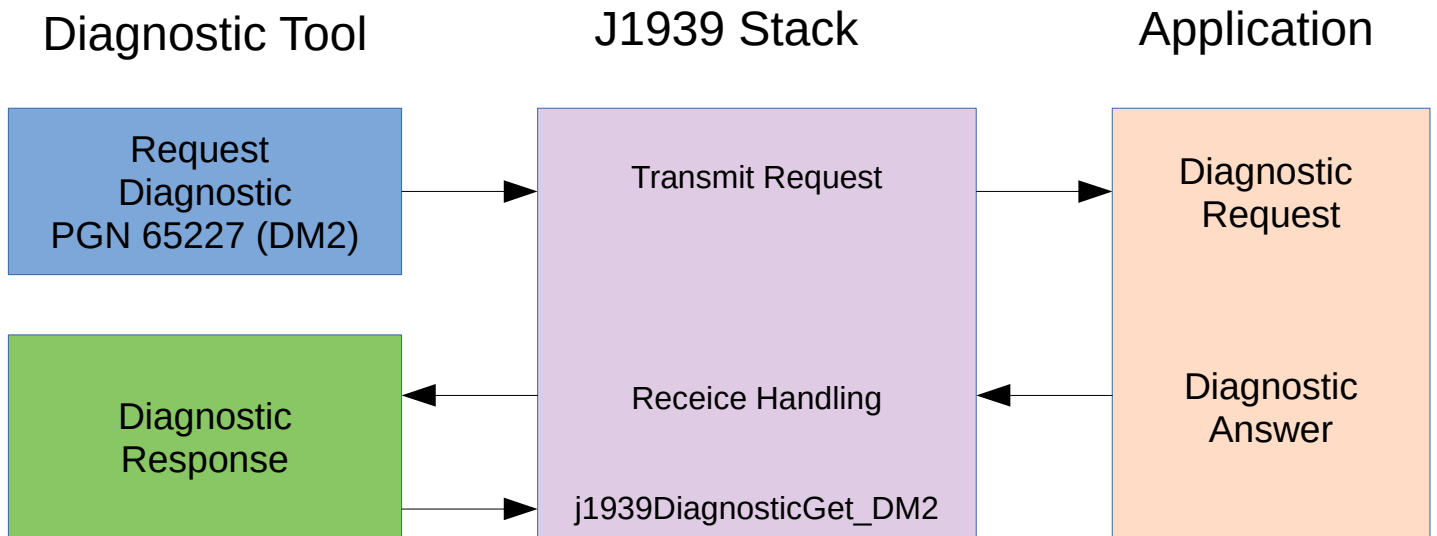 Diagnostic Tool
J1939 Stack
Application
Request
Diagnostic
PGN 65227 (DM2)
Transmit Request
Diagnostic
Request
Diagnostic
Response
Receice Handling
j1939DiagnosticGet_DM2
Diagnostic
Answer